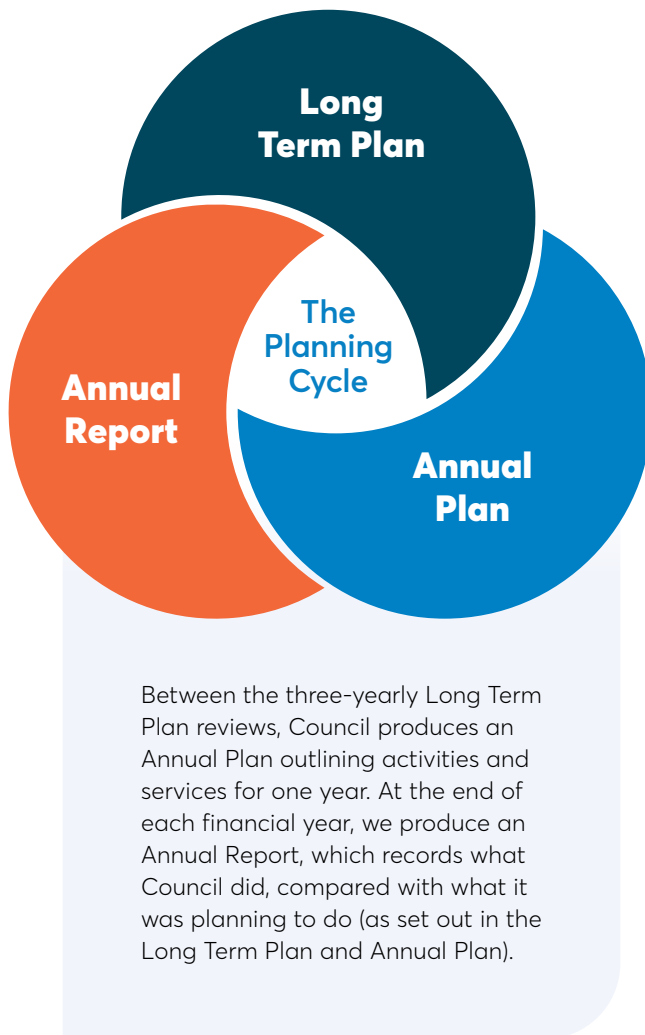 Long
Term Plan
The
Planning
Cycle
Annual
Report
Annual
Plan
Between the three-yearly Long Term
Plan reviews, Council produces an
Annual Plan outlining activities and
services for one year. At the end of
each financial year, we produce an
Annual Report, which records what
Council did, compared with what it
was planning to do (as set out in the
Long Term Plan and Annual Plan).